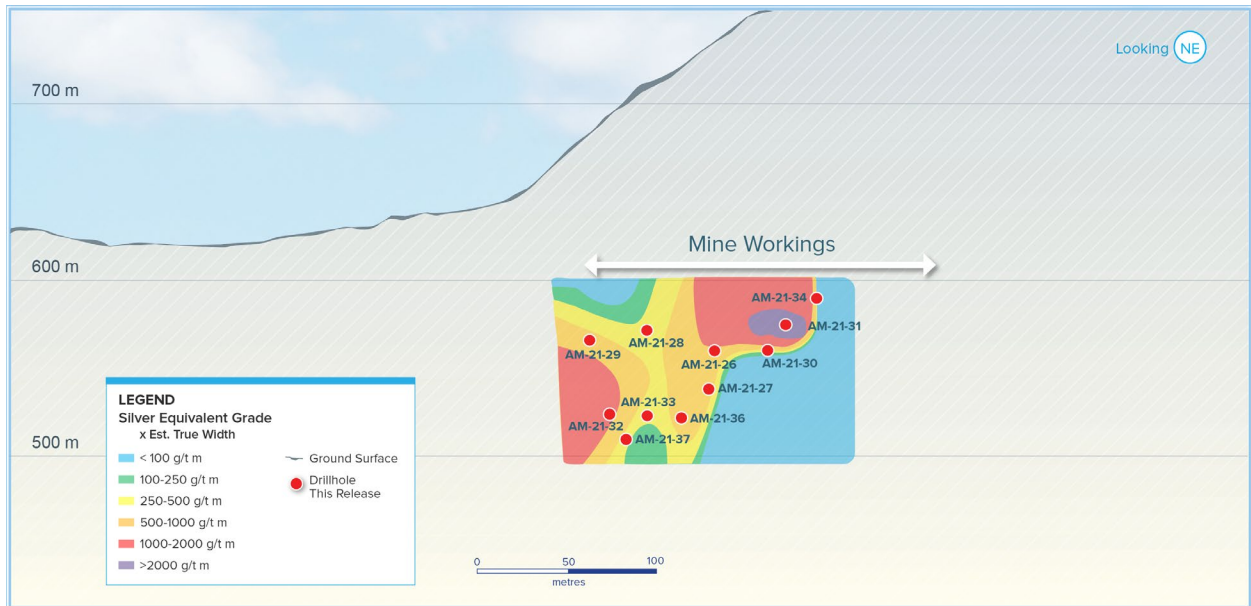 Looking NE
700 m
Mine Workings
600 m
AM-21-34
AM-21-31
AM-21-28
AM-21-29
AM-21-26
AM-21-30
AM-21-27
AM-21-33
AM-21-36
AM-21-32
AM-21-37
500 m
LEGEND
Silver Equivalent Grade
x Est. True Width
< 100 g/t m
100-250 g/t m
250-500 g/t m
500-1000 g/t m
1000-2000 g/t m
>2000 g/t m
Ground Surface
Drillhole
This Release
0 50 100
metres